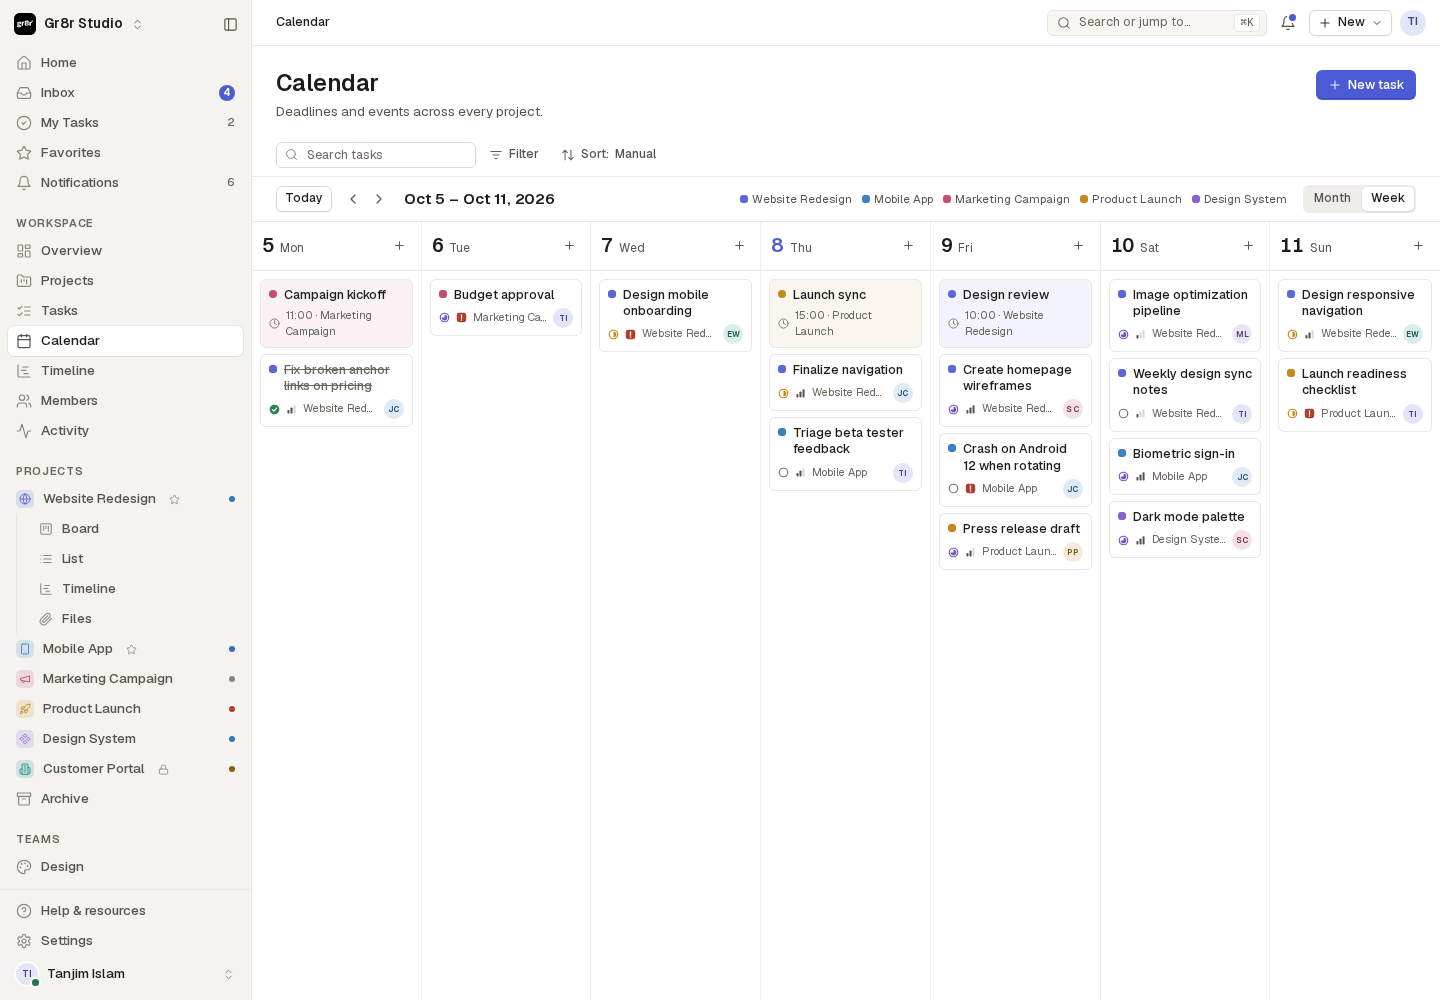 gr8r
Gr8r Studio
Home
Inbox
4
My Tasks
2
Favorites
Notifications
6
WORKSPACE
Overview
Projects
Tasks
Calendar
Timeline
Members
Activity
PROJECTS
Website Redesign
Board
List
Timeline
Files
Mobile App
Marketing Campaign
Product Launch
Design System
Customer Portal
Archive
TEAMS
Design
Help & resources
Settings
TI
Tanjim Islam
Calendar
Search or jump to...
⌘K
New
TI
Calendar
Deadlines and events across every project.
New task
Search tasks
Filter
Sort: Manual
Today
Oct 5 – Oct 11, 2026
Website Redesign
Mobile App
Marketing Campaign
Product Launch
Design System
Month
Week
5 Mon
6 Tue
7 Wed
8 Thu
9 Fri
10 Sat
11 Sun
Campaign kickoff
11:00 · Marketing
Campaign
Fix broken anchor
links on pricing
Website Red...
JC
Budget approval
Marketing Ca...
TI
Design mobile
onboarding
Website Red...
EW
Launch sync
15:00 · Product
Launch
Finalize navigation
Website Red...
JC
Triage beta tester
feedback
Mobile App
TI
Design review
10:00 · Website
Redesign
Create homepage
wireframes
Website Red...
SC
Crash on Android
12 when rotating
Mobile App
JC
Press release draft
Product Laun...
PP
Image optimization
pipeline
Website Red...
ML
Weekly design sync
notes
Website Red...
TI
Biometric sign-in
Mobile App
JC
Dark mode palette
Design Syste...
SC
Design responsive
navigation
Website Rede...
EW
Launch readiness
checklist
Product Laun...
TI